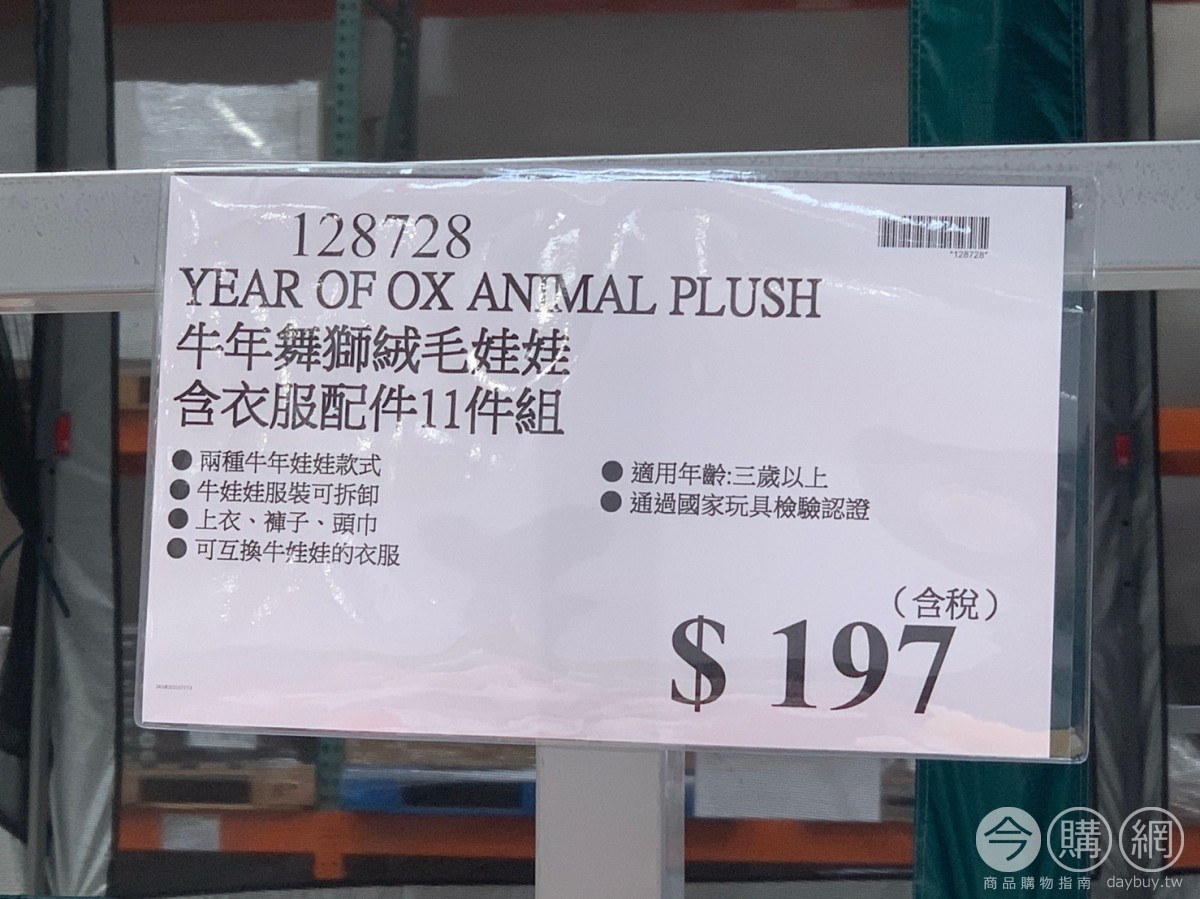 128728
*128728*
YEAR OF OX ANIMAL PLUSH
牛年舞獅絨毛娃娃
含衣服配件11件組
● 兩種牛年娃娃款式
● 牛娃娃服裝可拆卸
● 上衣、褲子、頭巾
● 可互換牛娃娃的衣服
● 適用年齡:三歲以上
● 通過國家玩具檢驗認證
（含稅）
$ 197
今購網
商品購物指南 daybuy.tw